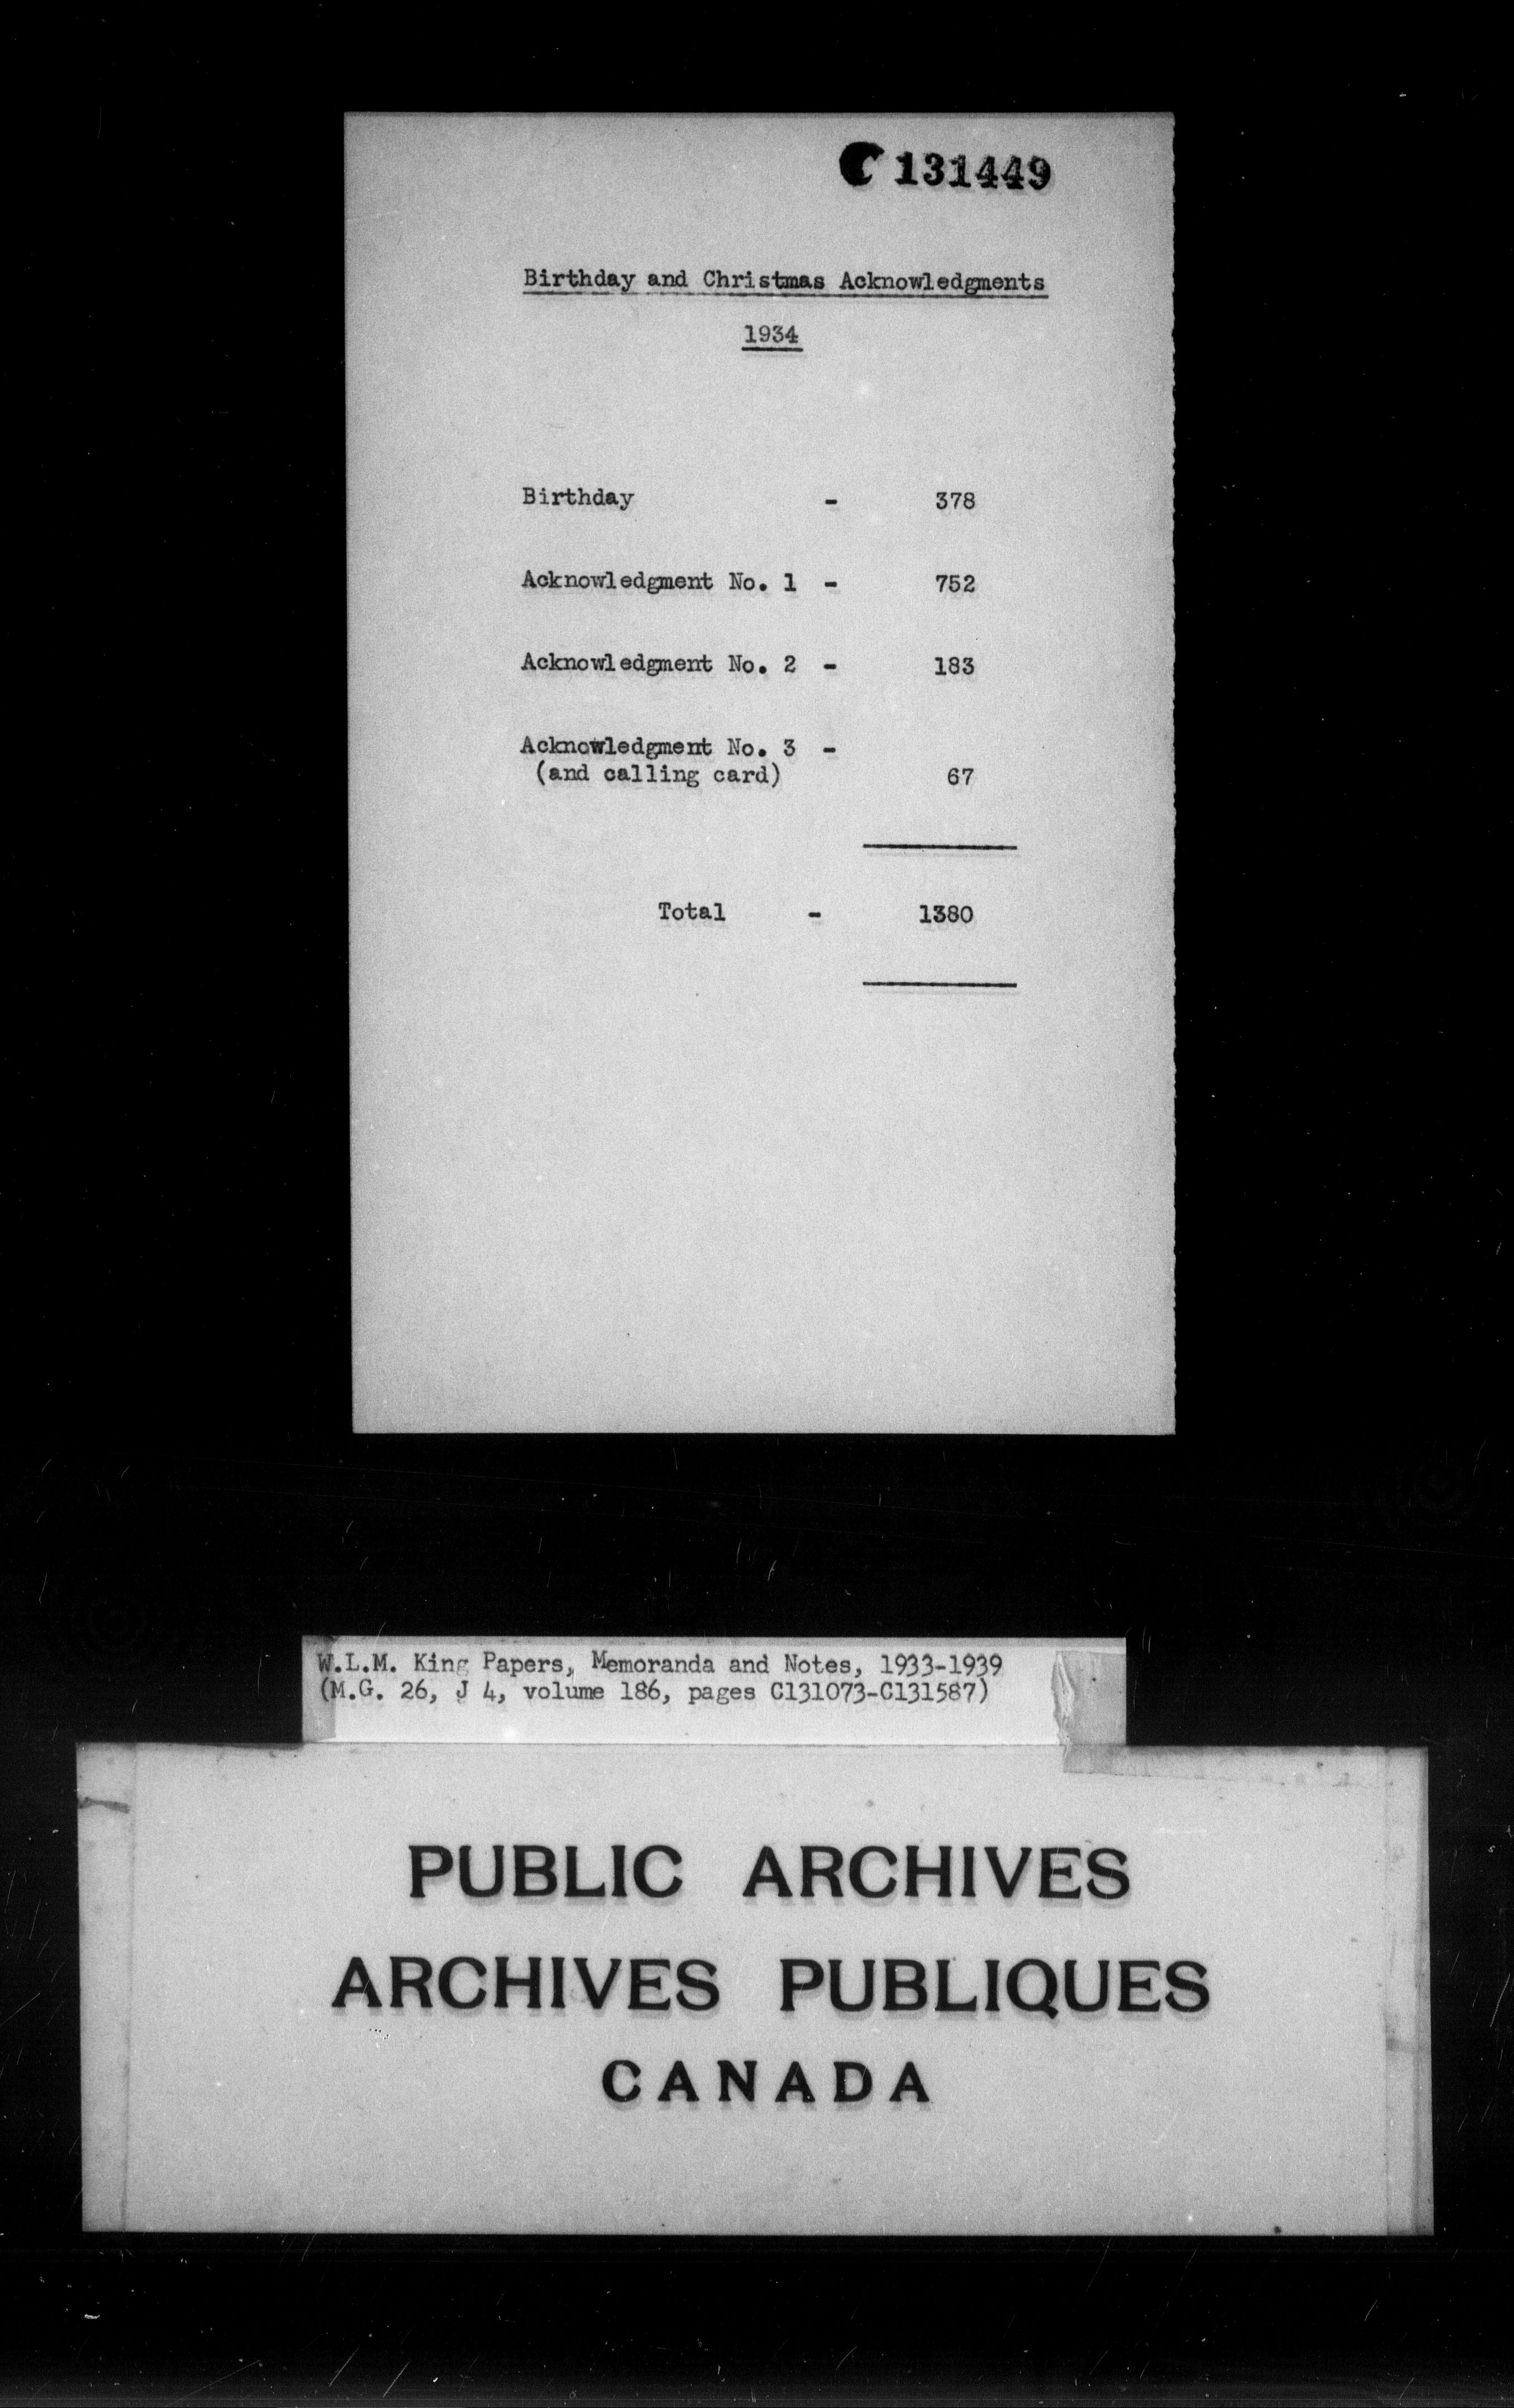 C 131449
Birthday and Christmas Acknowledgments
1934
Birthday - 378
Acknowledgment No. 1 - 752
Acknowledgment No. 2 - 183
Acknowledgment No. 3 -
(and calling card) 67
Total - 1380
W.L.M. King Papers, Memoranda and Notes, 1933-1939
(M.G. 26, J 4, volume 186, pages C131073-C131587)
PUBLIC ARCHIVES
ARCHIVES PUBLIQUES
CANADA